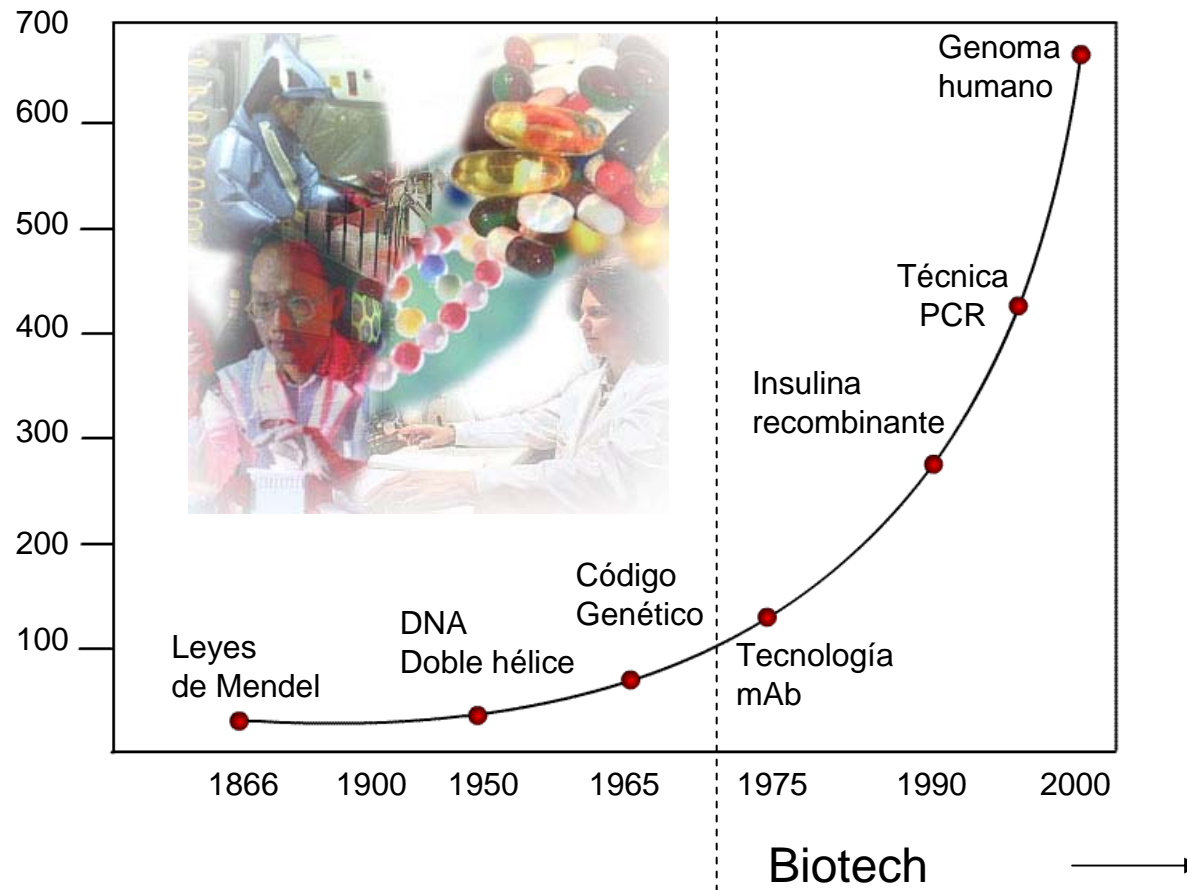 700
600
500
400
300
200
100
Genoma
humano
Técnica
PCR
Insulina
recombinante
Código
Genético
DNA
Doble hélice
Leyes
de Mendel
Tecnología
mAb
1866 1900 1950 1965 1975 1990 2000
Biotech